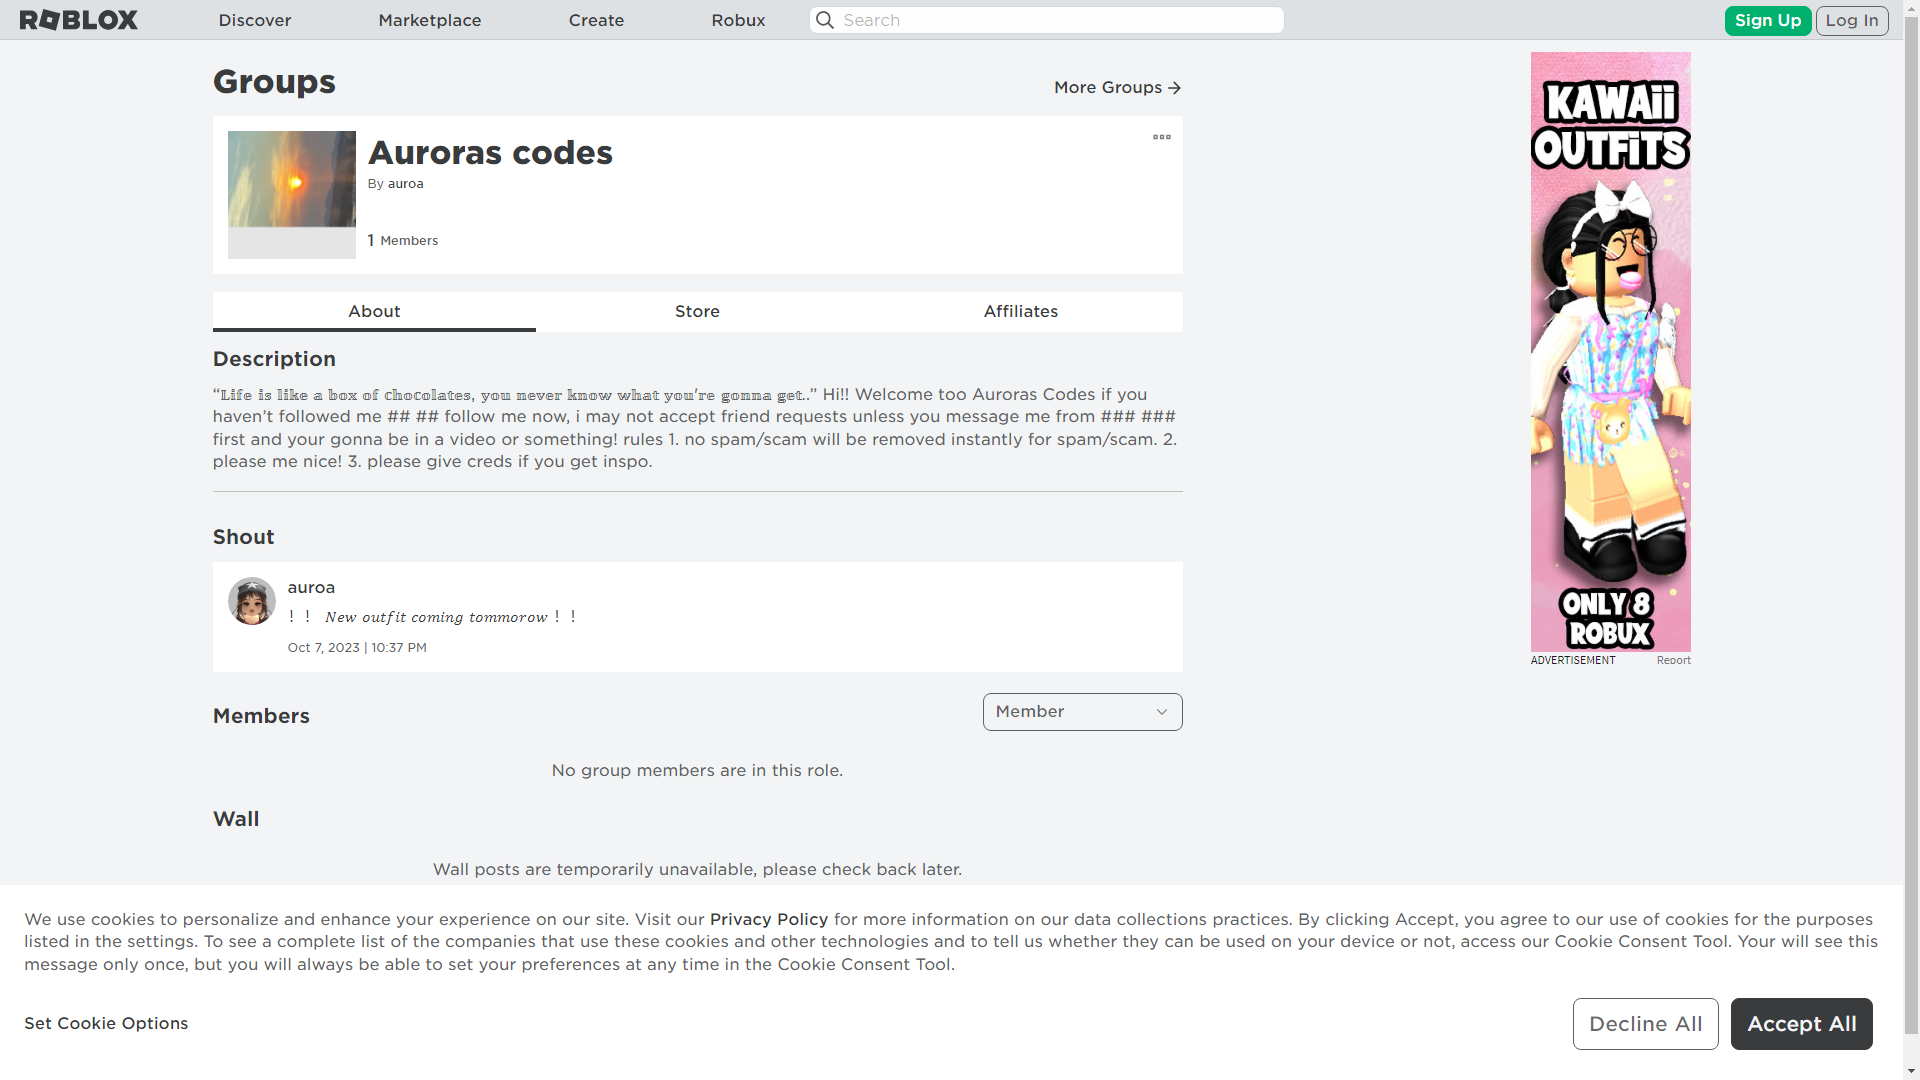 ROBLOX
Discover
Marketplace
Create
Robux
Search
Sign Up
Log In
Groups
More Groups
Auroras codes
By auroa
1 Members
About
Store
Affiliates
Description
“𝕃𝕚𝕗𝕖 𝕚𝕤 𝕝𝕚𝕜𝕖 𝕒 𝕓𝕠𝕩 𝕠𝕗 𝕔𝕙𝕠𝕔𝕠𝕝𝕒𝕥𝕖𝕤, 𝕪𝕠𝕦 𝕟𝕖𝕧𝕖𝕣 𝕜𝕟𝕠𝕨 𝕨𝕙𝕒𝕥 𝕪𝕠𝕦'𝕣𝕖 𝕘𝕠𝕟𝕟𝕒 𝕘𝕖𝕥..” Hi!! Welcome too Auroras Codes if you
haven’t followed me ## ## follow me now, i may not accept friend requests unless you message me from ### ###
first and your gonna be in a video or something! rules 1. no spam/scam will be removed instantly for spam/scam. 2.
please me nice! 3. please give creds if you get inspo.
Shout
auroa
！！ 𝑁𝑒𝑤 𝑜𝑢𝑡𝑓𝑖𝑡 𝑐𝑜𝑚𝑖𝑛𝑔 𝑡𝑜𝑚𝑚𝑜𝑟𝑜𝑤！！
Oct 7, 2023 | 10:37 PM
Members
Member
No group members are in this role.
Wall
Wall posts are temporarily unavailable, please check back later.
KAWAii
OUTFiTS
ONLY 8
ROBUX
ADVERTISEMENT
Report
We use cookies to personalize and enhance your experience on our site. Visit our Privacy Policy for more information on our data collections practices. By clicking Accept, you agree to our use of cookies for the purposes
listed in the settings. To see a complete list of the companies that use these cookies and other technologies and to tell us whether they can be used on your device or not, access our Cookie Consent Tool. Your will see this
message only once, but you will always be able to set your preferences at any time in the Cookie Consent Tool.
Set Cookie Options
Decline All
Accept All